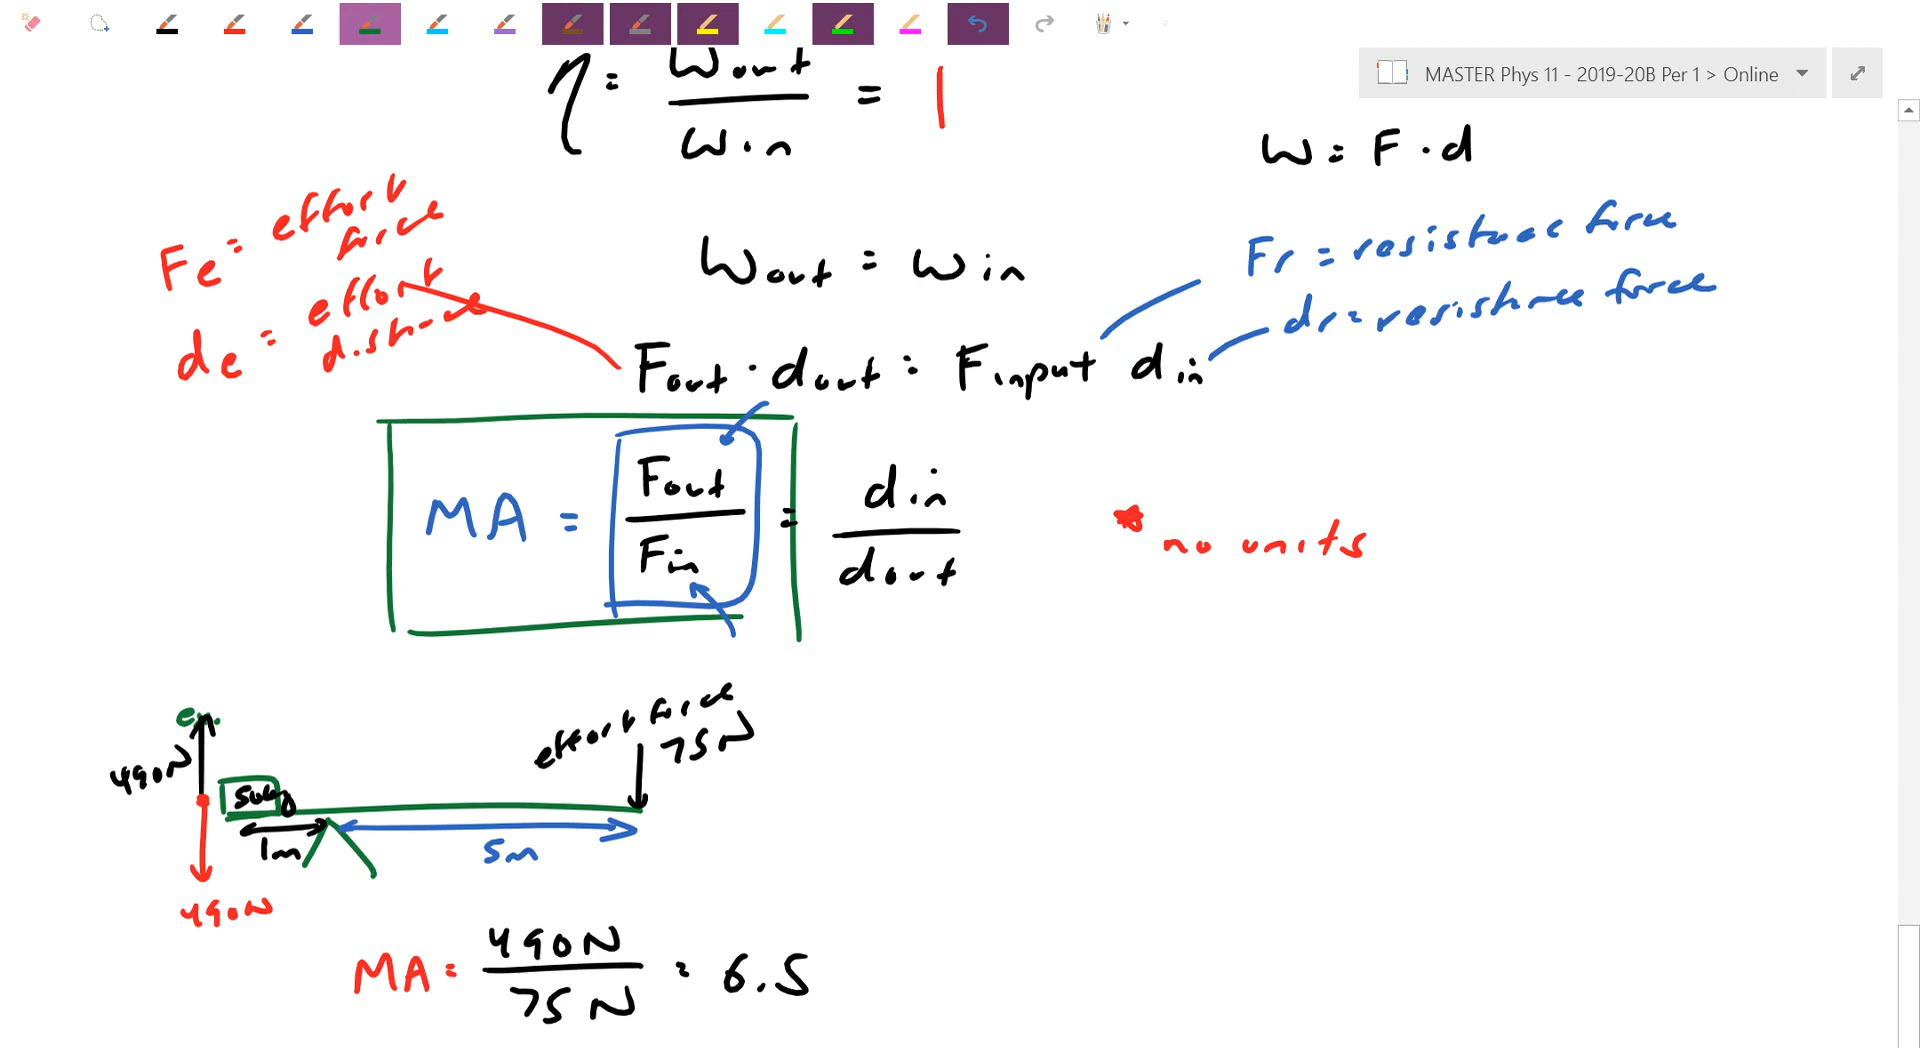 MASTER Phys 11 - 2019-20B Per 1 > Online
η = Wout / Win = 1
W = F · d
Fe = effort force
de = effort distance
Wout = Win
Fr = resistance force
dr = resistance force
Fout · dout = Finput din
MA = Fout / Fin = din / dout
* no units
ex.
490N
50kg
effort force
75N
1m
5m
490N
MA = 490N / 75N = 6.5